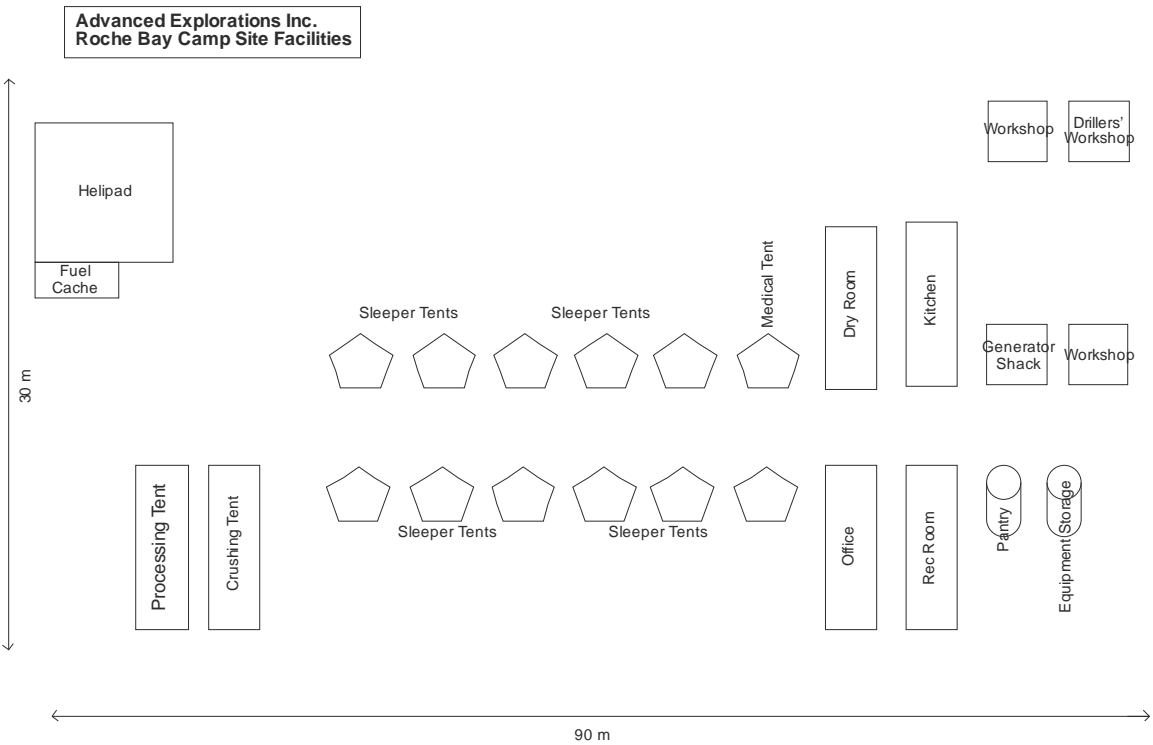 Advanced Explorations Inc.
Roche Bay Camp Site Facilities
Workshop
Drillers’
Workshop
Helipad
Fuel
Cache
Sleeper Tents
Sleeper Tents
Medical Tent
Dry Room
Kitchen
Generator
Shack
Workshop
30 m
Processing Tent
Crushing Tent
Sleeper Tents
Sleeper Tents
Office
Rec Room
Pantry
Equipment Storage
90 m